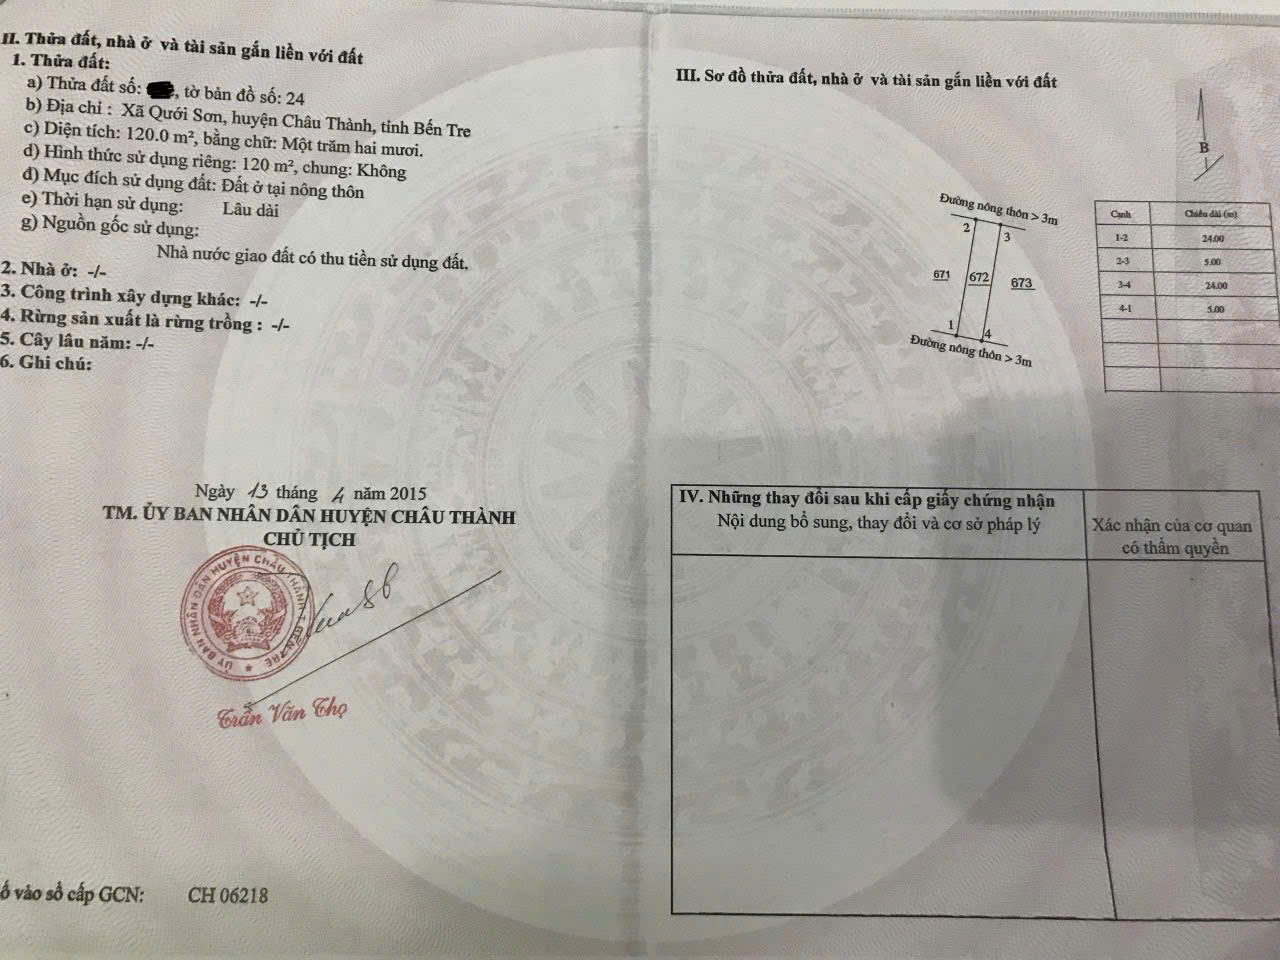 II. Thửa đất, nhà ở và tài sản gắn liền với đất
1. Thửa đất:
a) Thửa đất số: , tờ bản đồ số: 24
b) Địa chỉ : Xã Qưới Sơn, huyện Châu Thành, tỉnh Bến Tre
c) Diện tích: 120.0 m², bằng chữ: Một trăm hai mươi.
d) Hình thức sử dụng riêng: 120 m², chung: Không
đ) Mục đích sử dụng đất: Đất ở tại nông thôn
e) Thời hạn sử dụng: Lâu dài
g) Nguồn gốc sử dụng:
Nhà nước giao đất có thu tiền sử dụng đất.
2. Nhà ở: -/-
3. Công trình xây dựng khác: -/-
4. Rừng sản xuất là rừng trồng : -/-
5. Cây lâu năm: -/-
6. Ghi chú:
Ngày 13 tháng 4 năm 2015
TM. ỦY BAN NHÂN DÂN HUYỆN CHÂU THÀNH
CHỦ TỊCH
ỦY BAN NHÂN DÂN HUYỆN CHÂU THÀNH T. BẾN TRE
Trần Văn Thọ
ố vào sổ cấp GCN: CH 06218
III. Sơ đồ thửa đất, nhà ở và tài sản gắn liền với đất
B
Đường nông thôn > 3m
2
3
671
672
673
1
4
Đường nông thôn > 3m
Cạnh Chiều dài (m)
1-2 24.00
2-3 5.00
3-4 24.00
4-1 5.00
IV. Những thay đổi sau khi cấp giấy chứng nhận
Nội dung bổ sung, thay đổi và cơ sở pháp lý
Xác nhận của cơ quan
có thẩm quyền